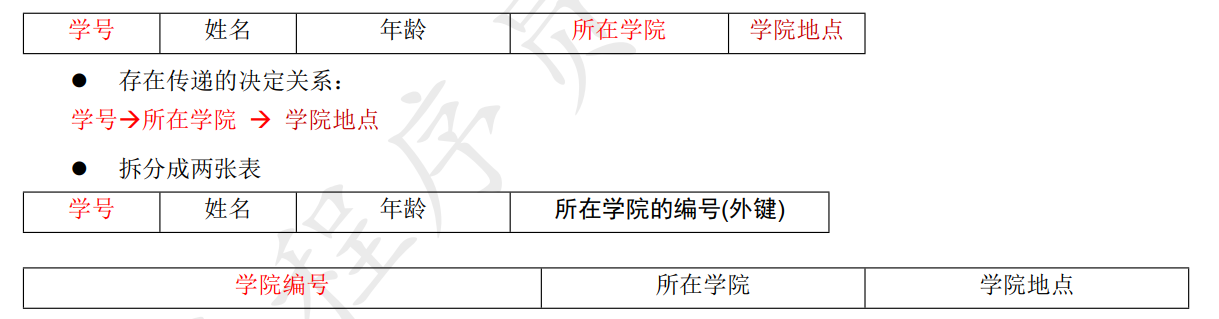 学号 姓名 年龄 所在学院 学院地点
● 存在传递的决定关系：
学号→所在学院 → 学院地点
● 拆分成两张表
学号 姓名 年龄 所在学院的编号(外键)
学院编号 所在学院 学院地点
程序员